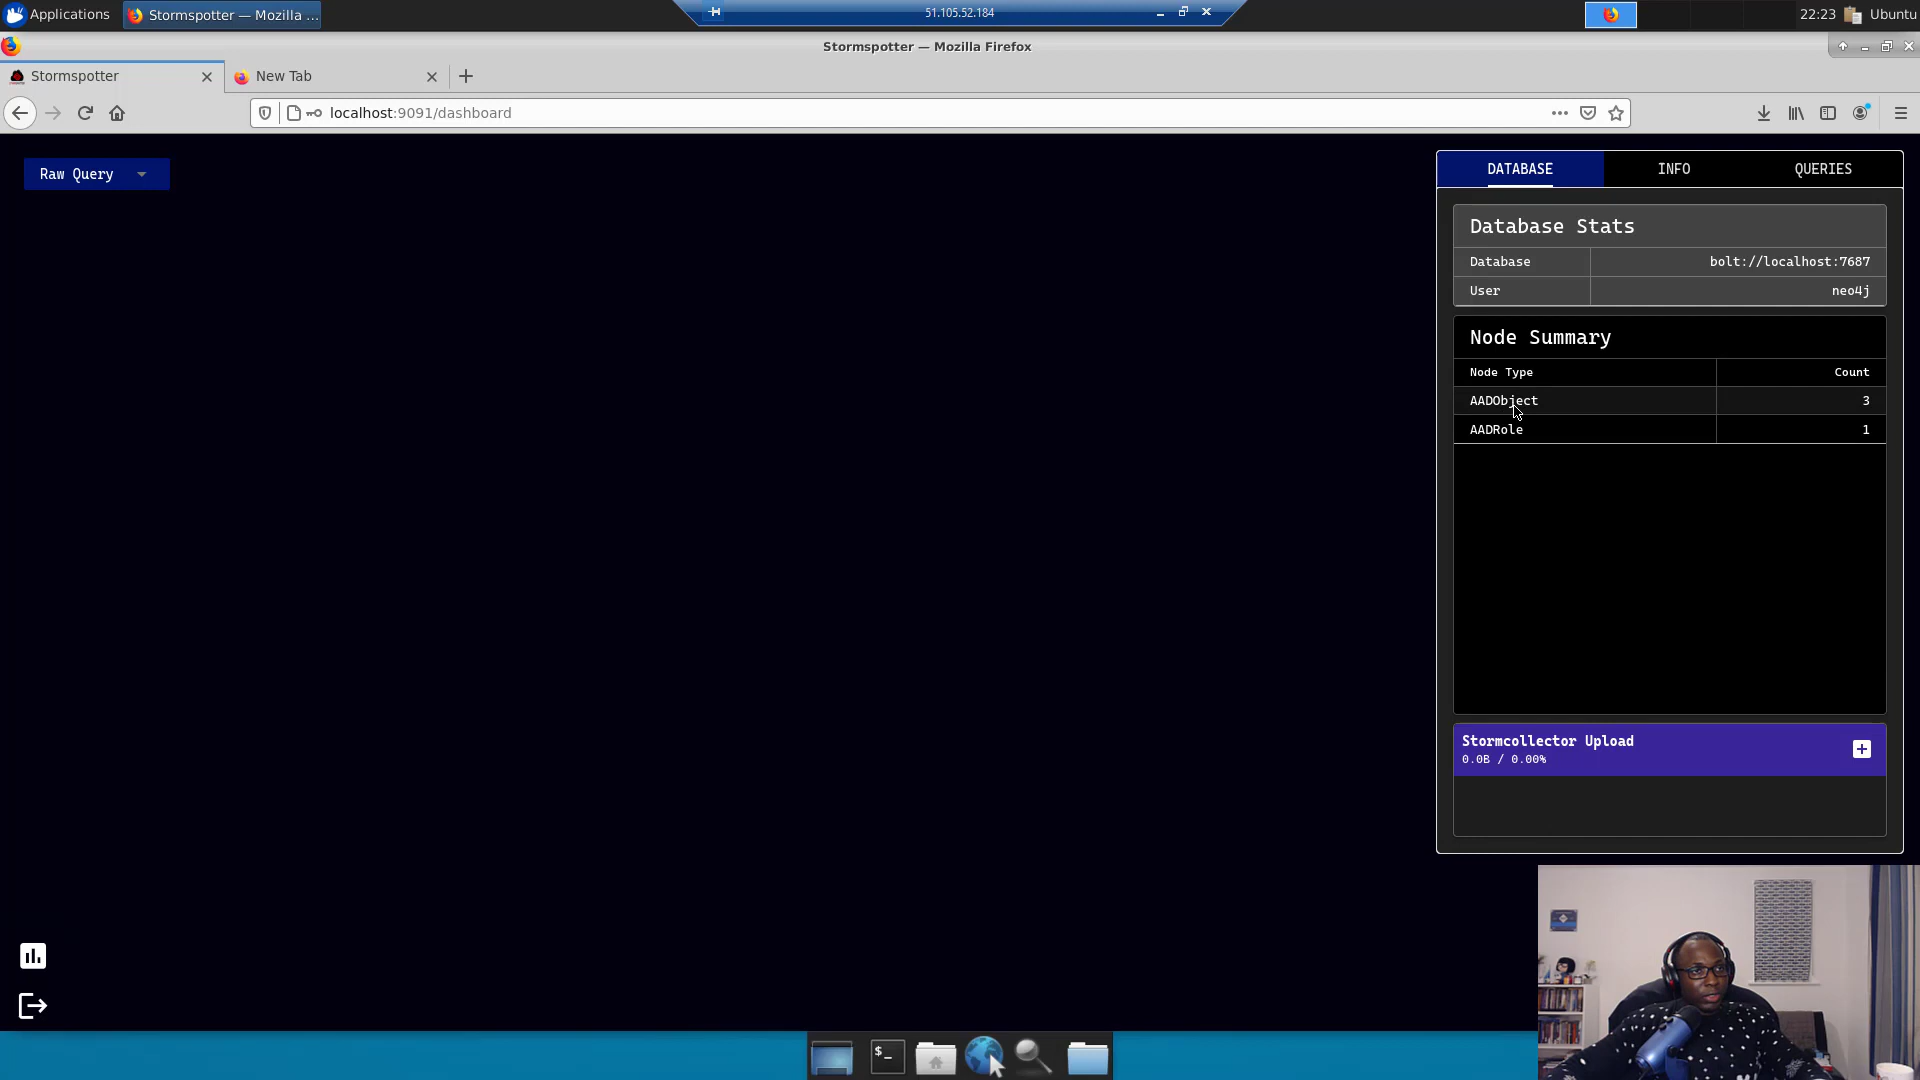 Applications
Stormspotter — Mozilla ...
51.105.52.184
22:23
Ubuntu
Stormspotter — Mozilla Firefox
Stormspotter
New Tab
localhost:9091/dashboard
Raw Query
DATABASE
INFO
QUERIES
Database Stats
Database bolt://localhost:7687
User neo4j
Node Summary
Node Type Count
AADObject 3
AADRole 1
Stormcollector Upload
0.0B / 0.00%
$_